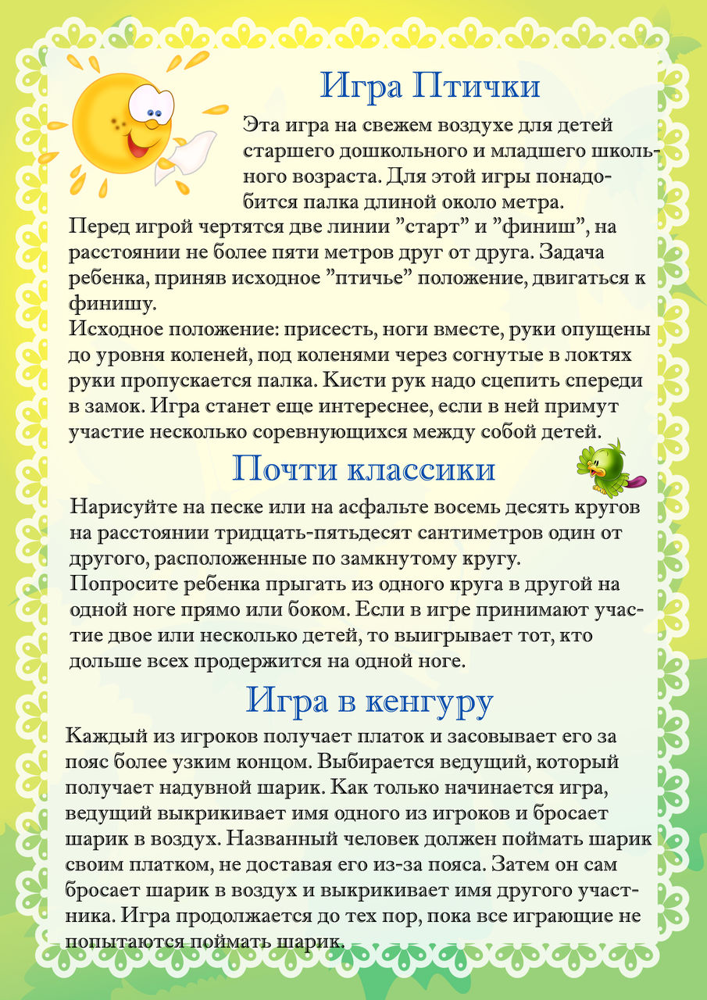 Игра Птички
Эта игра на свежем воздухе для детей
старшего дошкольного и младшего школь-
ного возраста. Для этой игры понадо-
бится палка длиной около метра.
Перед игрой чертятся две линии ”старт” и ”финиш”, на
расстоянии не более пяти метров друг от друга. Задача
ребенка, приняв исходное ”птичье” положение, двигаться к
финишу.
Исходное положение: присесть, ноги вместе, руки опущены
до уровня коленей, под коленями через согнутые в локтях
руки пропускается палка. Кисти рук надо сцепить спереди
в замок. Игра станет еще интереснее, если в ней примут
участие несколько соревнующихся между собой детей.
Почти классики
Нарисуйте на песке или на асфальте восемь десять кругов
на расстоянии тридцать-пятьдесят сантиметров один от
другого, расположенные по замкнутому кругу.
Попросите ребенка прыгать из одного круга в другой на
одной ноге прямо или боком. Если в игре принимают учас-
тие двое или несколько детей, то выигрывает тот, кто
дольше всех продержится на одной ноге.
Игра в кенгуру
Каждый из игроков получает платок и засовывает его за
пояс более узким концом. Выбирается ведущий, который
получает надувной шарик. Как только начинается игра,
ведущий выкрикивает имя одного из игроков и бросает
шарик в воздух. Названный человек должен поймать шарик
своим платком, не доставая его из-за пояса. Затем он сам
бросает шарик в воздух и выкрикивает имя другого участ-
ника. Игра продолжается до тех пор, пока все играющие не
попытаются поймать шарик.